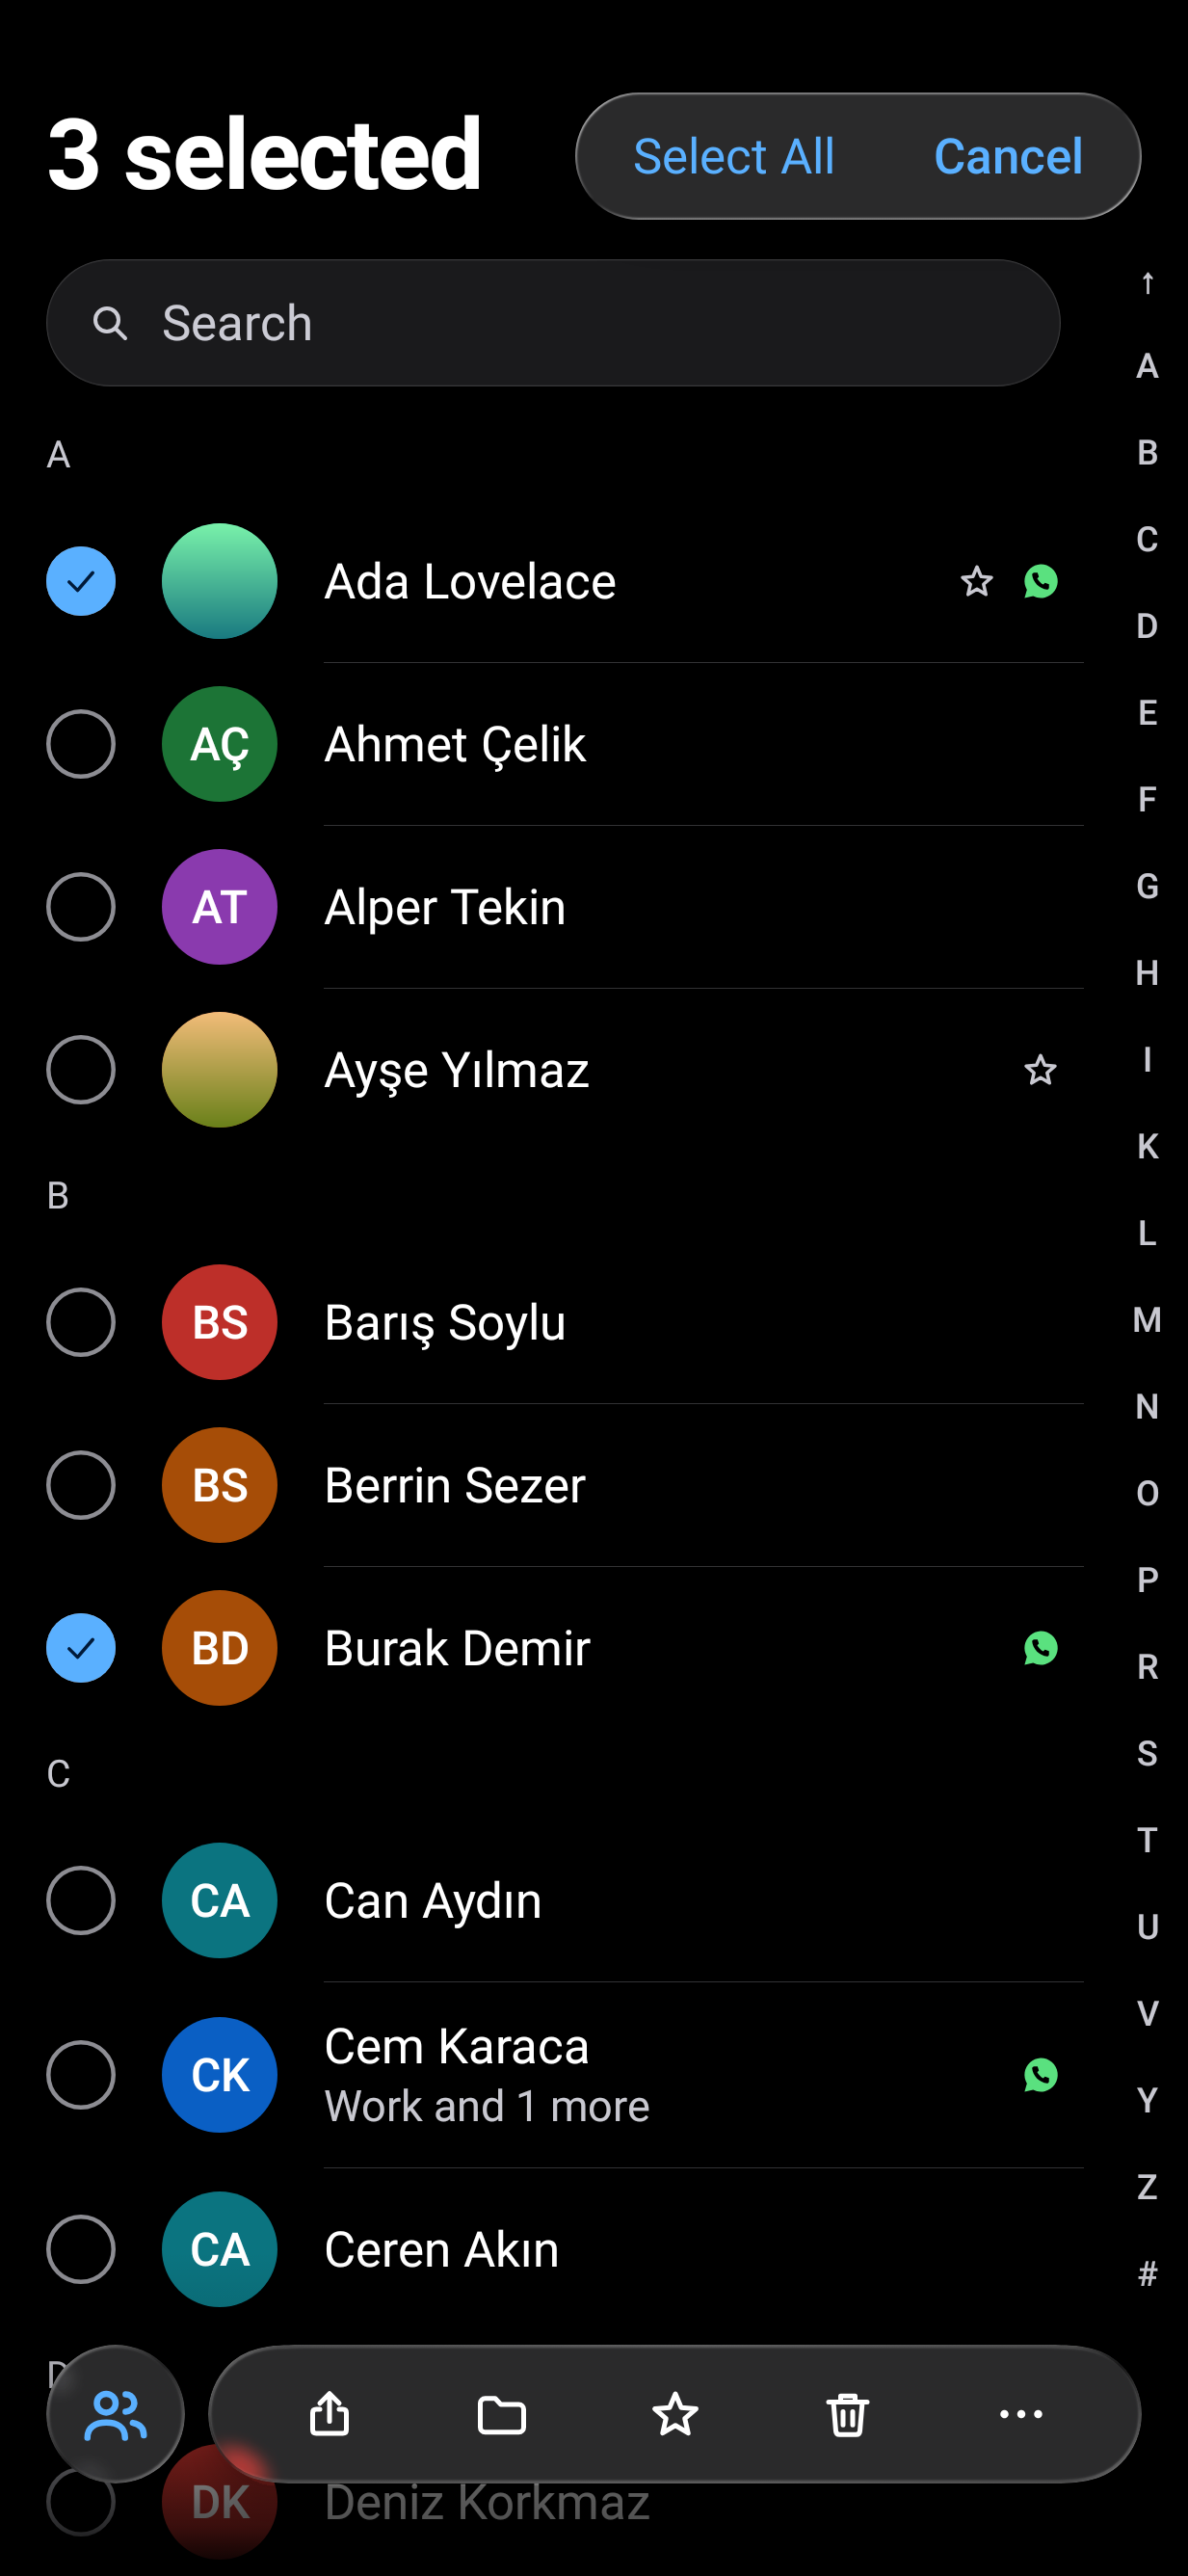 3 selected
Select All
Cancel
Search
A
Ada Lovelace
AÇ
Ahmet Çelik
AT
Alper Tekin
Ayşe Yılmaz
B
BS
Barış Soylu
BS
Berrin Sezer
BD
Burak Demir
C
CA
Can Aydın
CK
Cem Karaca
Work and 1 more
CA
Ceren Akın
D
DK
Deniz Korkmaz
↑
A
B
C
D
E
F
G
H
I
K
L
M
N
O
P
R
S
T
U
V
Y
Z
#